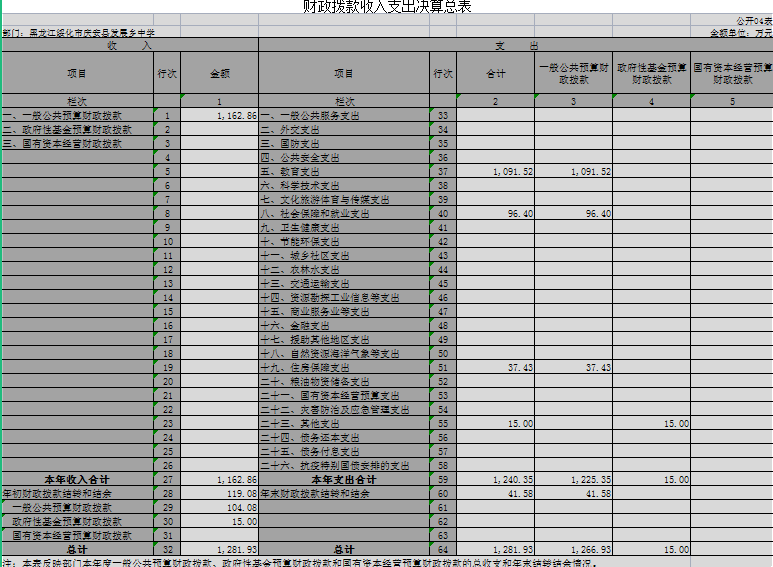 财政拨款收入支出决算总表
公开04表
部门：黑龙江绥化市庆安县发展乡中学 金额单位：万元
收 入 支 出
项目 行次 金额 项目 行次 合计 一般公共预算财政拨款 政府性基金预算财政拨款 国有资本经营预算财政拨款
栏次 1 栏次 2 3 4 5
一、一般公共预算财政拨款 1 1,162.86 一、一般公共服务支出 33
二、政府性基金预算财政拨款 2 二、外交支出 34
三、国有资本经营财政拨款 3 三、国防支出 35
4 四、公共安全支出 36
5 五、教育支出 37 1,091.52 1,091.52
6 六、科学技术支出 38
7 七、文化旅游体育与传媒支出 39
8 八、社会保障和就业支出 40 96.40 96.40
9 九、卫生健康支出 41
10 十、节能环保支出 42
11 十一、城乡社区支出 43
12 十二、农林水支出 44
13 十三、交通运输支出 45
14 十四、资源勘探工业信息等支出 46
15 十五、商业服务业等支出 47
16 十六、金融支出 48
17 十七、援助其他地区支出 49
18 十八、自然资源海洋气象等支出 50
19 十九、住房保障支出 51 37.43 37.43
20 二十、粮油物资储备支出 52
21 二十一、国有资本经营预算支出 53
22 二十二、灾害防治及应急管理支出 54
23 二十三、其他支出 55 15.00 15.00
24 二十四、债务还本支出 56
25 二十五、债务付息支出 57
26 二十六、抗疫特别国债安排的支出 58
本年收入合计 27 1,162.86 本年支出合计 59 1,240.35 1,225.35 15.00
年初财政拨款结转和结余 28 119.08 年末财政拨款结转和结余 60 41.58 41.58
一般公共预算财政拨款 29 104.08 61
政府性基金预算财政拨款 30 15.00 62
国有资本经营预算财政拨款 31 63
总计 32 1,281.93 总计 64 1,281.93 1,266.93 15.00
注：本表反映部门本年度一般公共预算财政拨款、政府性基金预算财政拨款和国有资本经营预算财政拨款的总收支和年末结转结余情况。